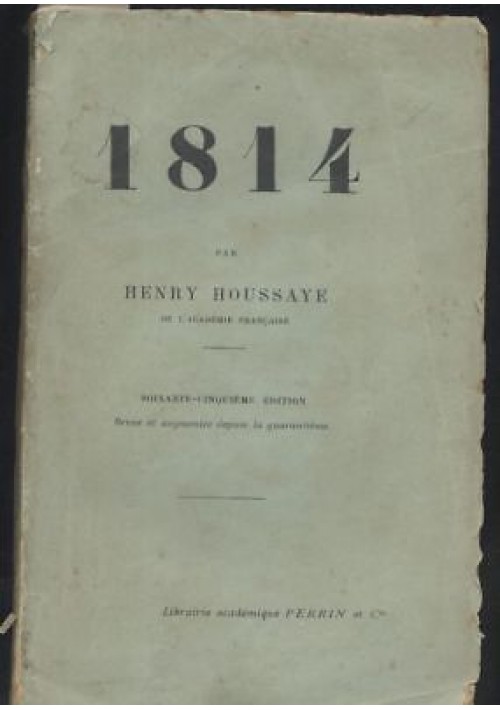 1814
PAR
HENRY HOUSSAYE
DE L'ACADÉMIE FRANÇAISE
SOIXANTE-CINQUIÈME ÉDITION
Revue et augmentée depuis la quarantième
Librairie académique PERRIN et Cie